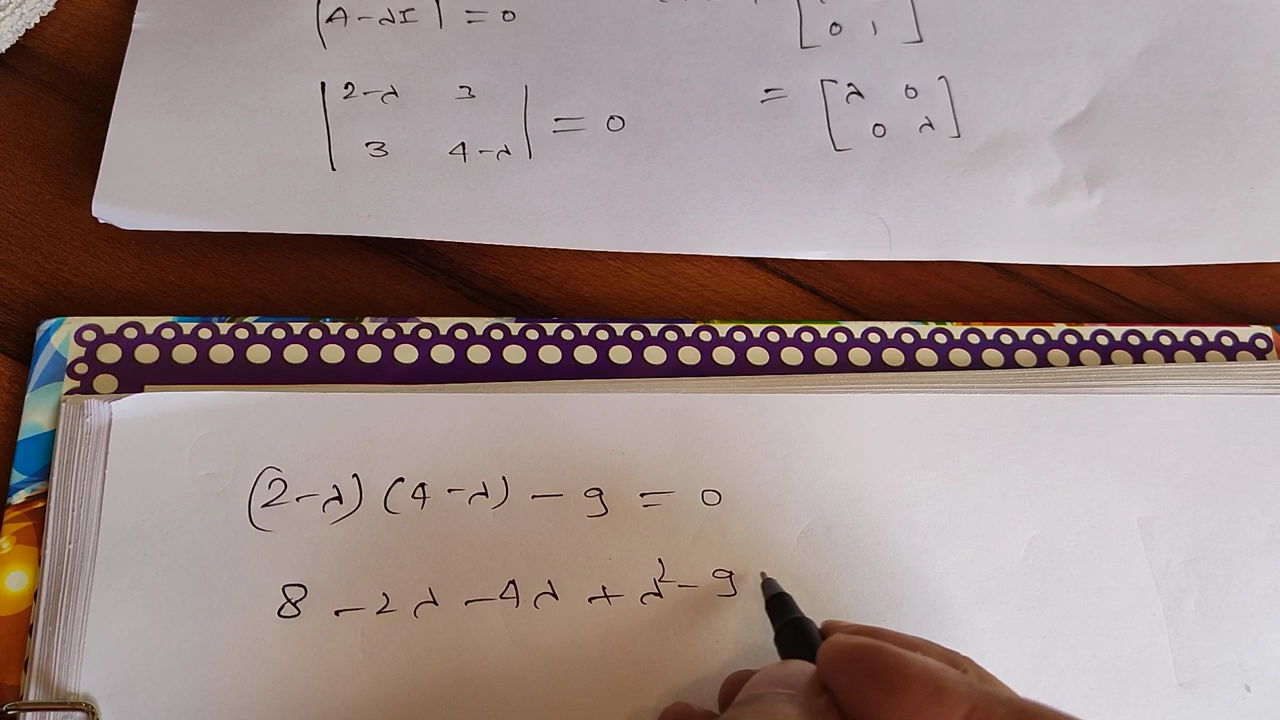 |A-λI| = 0
[0 1]
|2-λ 3| = 0
|3 4-λ|
= [λ 0]
[0 λ]
(2-λ)(4-λ) - 9 = 0
8 - 2λ - 4λ + λ² - 9